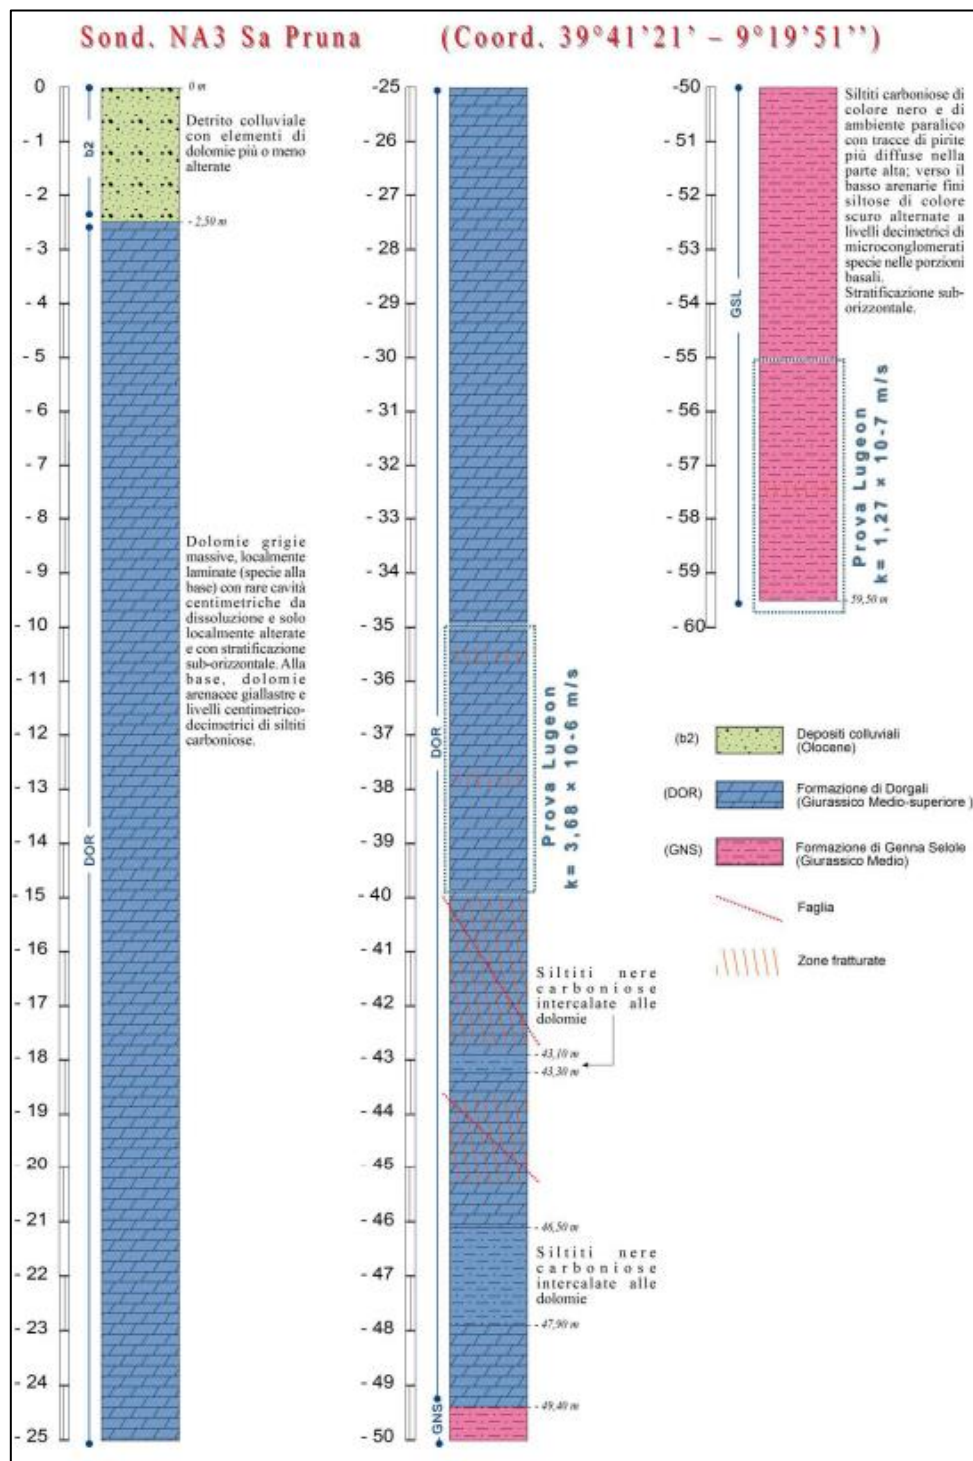 Sond. NA3 Sa Pruna (Coord. 39°41'21' – 9°19'51'')
0
- 1
- 2
- 3
- 4
- 5
- 6
- 7
- 8
- 9
- 10
- 11
- 12
- 13
- 14
- 15
- 16
- 17
- 18
- 19
20
- 21
- 22
- 23
- 24
- 25
b2
DOR
0 m
Detrito colluviale
con elementi di
dolomie più o meno
alterate
- 2,50 m
Dolomie grigie
massive, localmente
laminate (specie alla
base) con rare cavità
centimetriche da
dissoluzione e solo
localmente alterate
e con stratificazione
sub-orizzontale. Alla
base, dolomie
arenacee giallastre e
livelli centimetrico-
decimetrici di siltiti
carboniose.
-25
- 26
- 27
- 28
- 29
- 30
- 31
- 32
- 33
- 34
- 35
- 36
- 37
- 38
- 39
- 40
- 41
- 42
- 43
- 44
- 45
- 46
- 47
- 48
- 49
- 50
DOR
GNS
Prova Lugeon
k= 3,68 × 10-6 m/s
Siltiti nere
carboniose
intercalate alle
dolomie
- 43,10 m
- 43,30 m
- 46,50 m
Siltiti nere
carboniose
intercalate alle
dolomie
- 47,90 m
- 49,40 m
-50
- 51
- 52
- 53
- 54
- 55
- 56
- 57
- 58
- 59
- 60
GSL
Siltiti carboniose di
colore nero e di
ambiente paralico
con tracce di pirite
più diffuse nella
parte alta; verso il
basso arenarie fini
siltose di colore
scuro alternate a
livelli decimetrici di
microconglomerati
specie nelle porzioni
basali.
Stratificazione sub-
orizzontale.
Prova Lugeon
k= 1,27 × 10-7 m/s
- 59,50 m
(b2) Depositi colluviali
(Olocene)
(DOR) Formazione di Dorgali
(Giurassico Medio-superiore )
(GNS) Formazione di Genna Selole
(Giurassico Medio)
Faglia
Zone fratturate